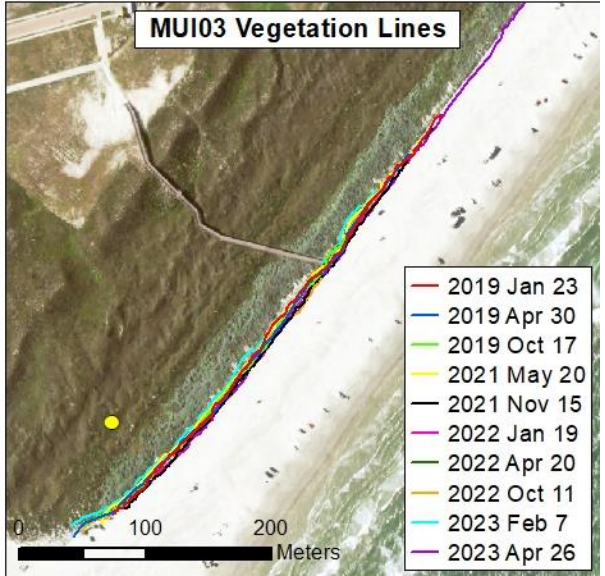 MUI03 Vegetation Lines
2019 Jan 23
2019 Apr 30
2019 Oct 17
2021 May 20
2021 Nov 15
2022 Jan 19
2022 Apr 20
2022 Oct 11
2023 Feb 7
2023 Apr 26
0 100 200
Meters